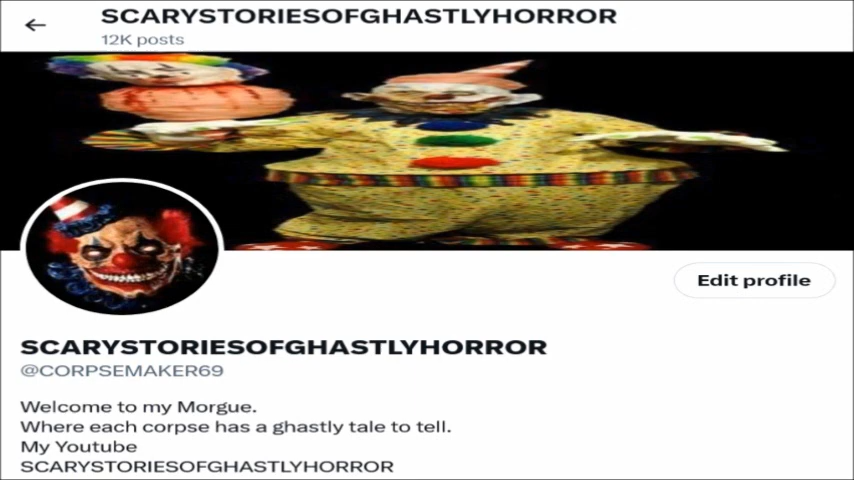 SCARYSTORIESOFGHASTLYHORROR
12K posts
Edit profile
SCARYSTORIESOFGHASTLYHORROR
@CORPSEMAKER69
Welcome to my Morgue.
Where each corpse has a ghastly tale to tell.
My Youtube
SCARYSTORIESOFGHASTLYHORROR